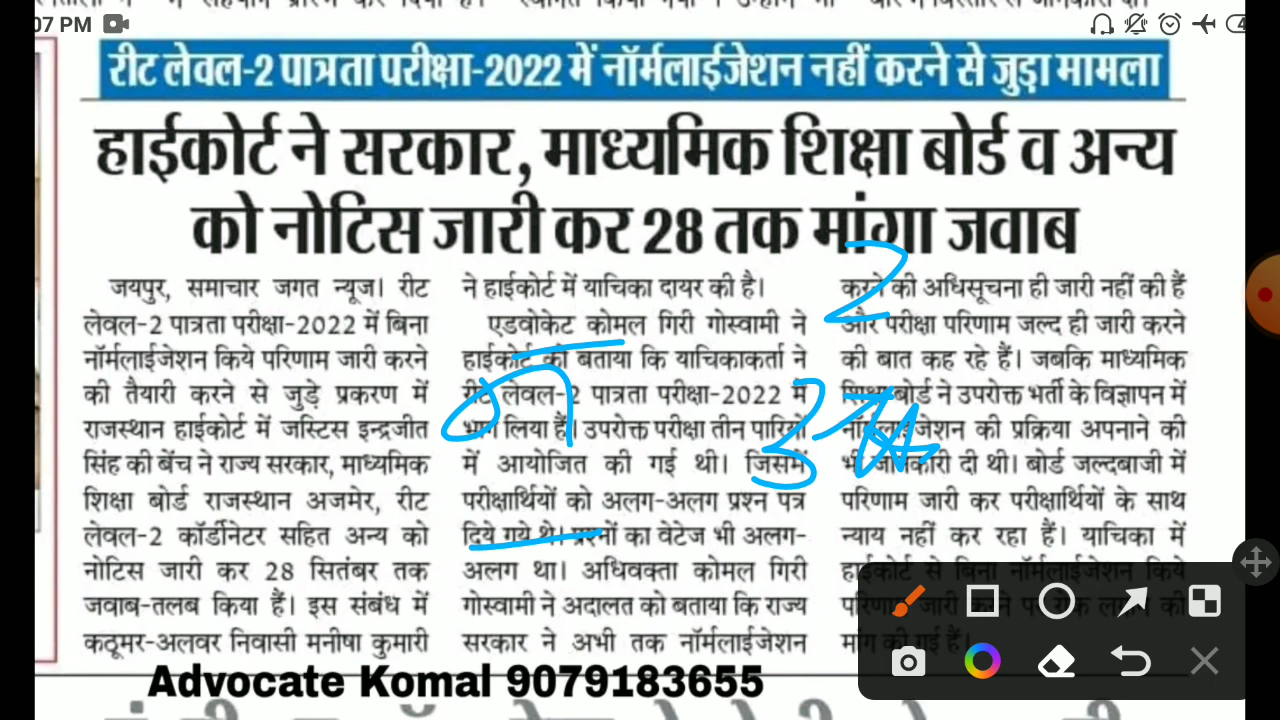 07 PM
रीट लेवल-2 पात्रता परीक्षा-2022 में नॉर्मलाईजेशन नहीं करने से जुड़ा मामला
हाईकोर्ट ने सरकार, माध्यमिक शिक्षा बोर्ड व अन्य
को नोटिस जारी कर 28 तक मांगा जवाब
जयपुर, समाचार जगत न्यूज। रीट
लेवल-2 पात्रता परीक्षा-2022 में बिना
नॉर्मलाईजेशन किये परिणाम जारी करने
की तैयारी करने से जुड़े प्रकरण में
राजस्थान हाईकोर्ट में जस्टिस इन्द्रजीत
सिंह की बेंच ने राज्य सरकार, माध्यमिक
शिक्षा बोर्ड राजस्थान अजमेर, रीट
लेवल-2 कॉर्डीनेटर सहित अन्य को
नोटिस जारी कर 28 सितंबर तक
जवाब-तलब किया हैं। इस संबंध में
कठूमर-अलवर निवासी मनीषा कुमारी
ने हाईकोर्ट में याचिका दायर की है।
एडवोकेट कोमल गिरी गोस्वामी ने
हाईकोर्ट को बताया कि याचिकाकर्ता ने
रीट लेवल-2 पात्रता परीक्षा-2022 में
भाग लिया हैं। उपरोक्त परीक्षा तीन पारियों
में आयोजित की गई थी। जिसमें
परीक्षार्थियों को अलग-अलग प्रश्न पत्र
दिये गये थे। प्रश्नों का वेटेज भी अलग-
अलग था। अधिवक्ता कोमल गिरी
गोस्वामी ने अदालत को बताया कि राज्य
सरकार ने अभी तक नॉर्मलाईजेशन
करने की अधिसूचना ही जारी नहीं की हैं
और परीक्षा परिणाम जल्द ही जारी करने
की बात कह रहे हैं। जबकि माध्यमिक
शिक्षा बोर्ड ने उपरोक्त भर्ती के विज्ञापन में
नॉर्मलाईजेशन की प्रक्रिया अपनाने की
भी जानकारी दी थी। बोर्ड जल्दबाजी में
परिणाम जारी कर परीक्षार्थियों के साथ
न्याय नहीं कर रहा हैं। याचिका में
हाईकोर्ट से बिना नॉर्मलाईजेशन किये
परिणाम जारी करने पर रोक लगाने की
मांग की गई हैं।
Advocate Komal 9079183655